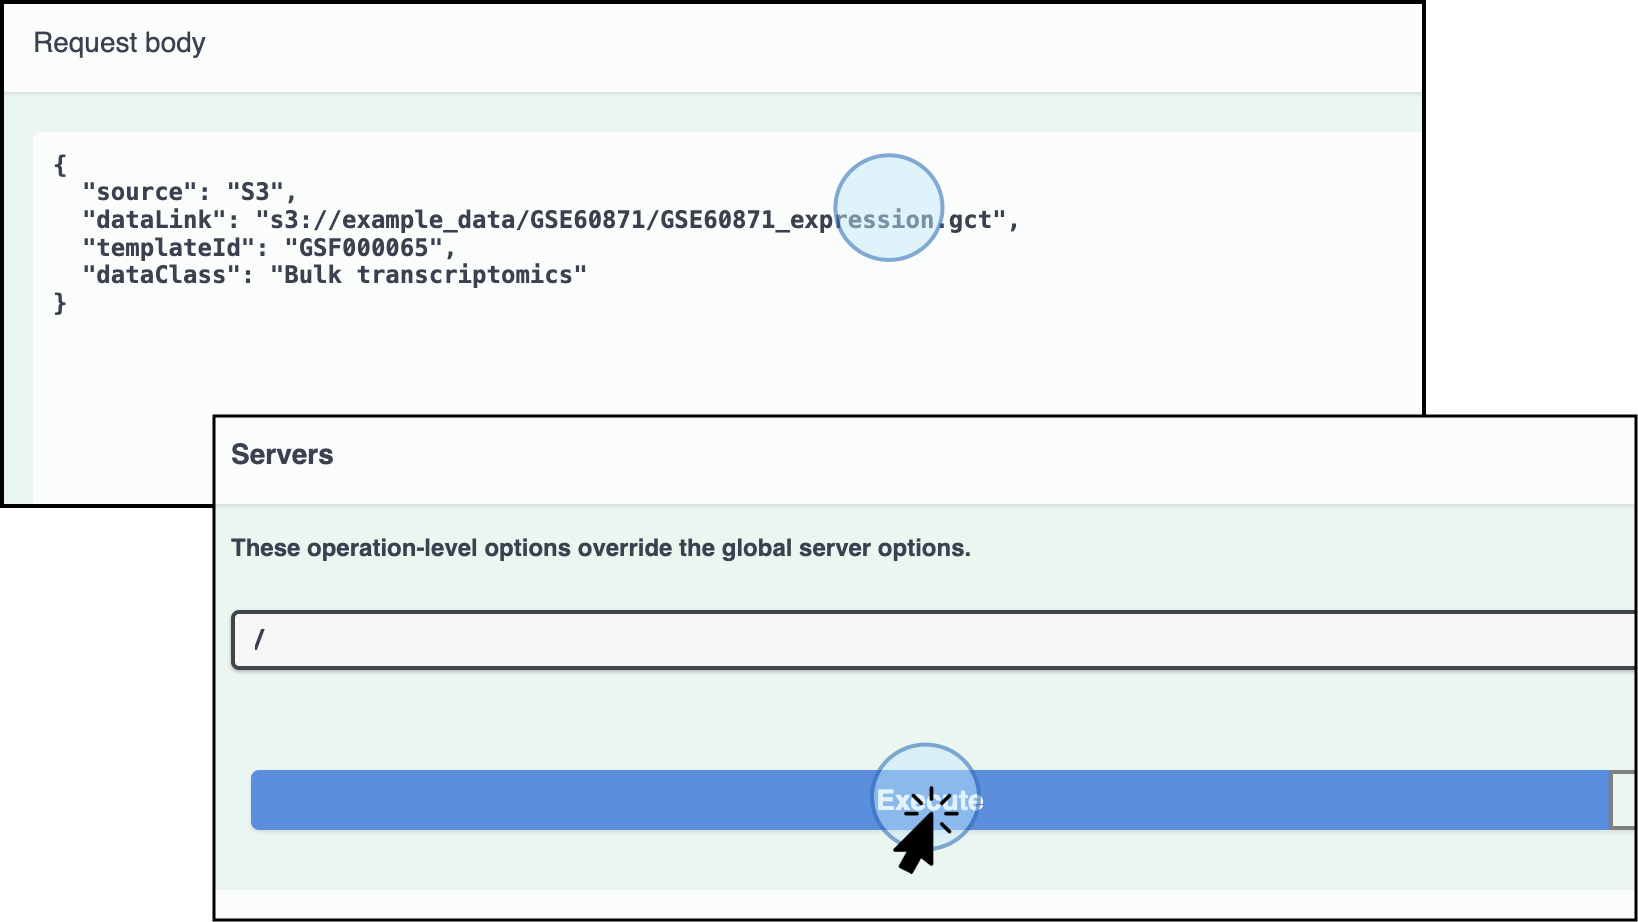 Request body
{
"source": "S3",
"dataLink": "s3://example_data/GSE60871/GSE60871_expression.gct",
"templateId": "GSF000065",
"dataClass": "Bulk transcriptomics"
}
Servers
These operation-level options override the global server options.
/
Execute